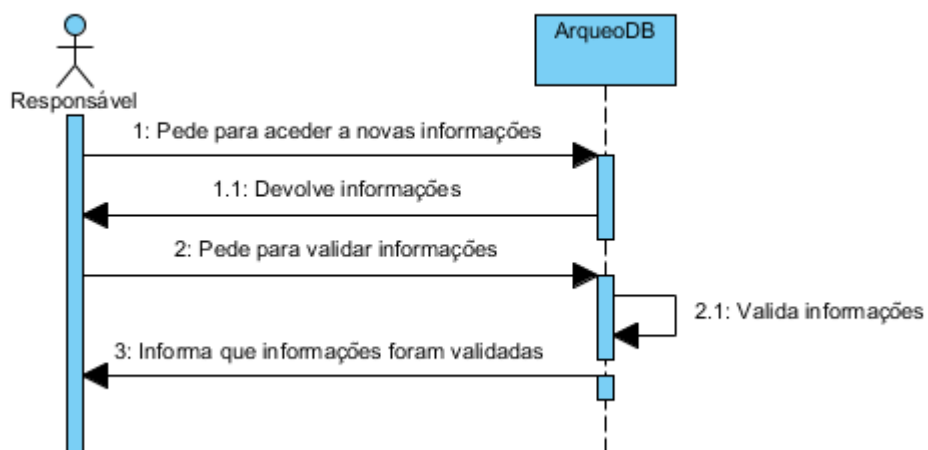 ArqueoDB
Responsável
1: Pede para aceder a novas informações
1.1: Devolve informações
2: Pede para validar informações
2.1: Valida informações
3: Informa que informações foram validadas